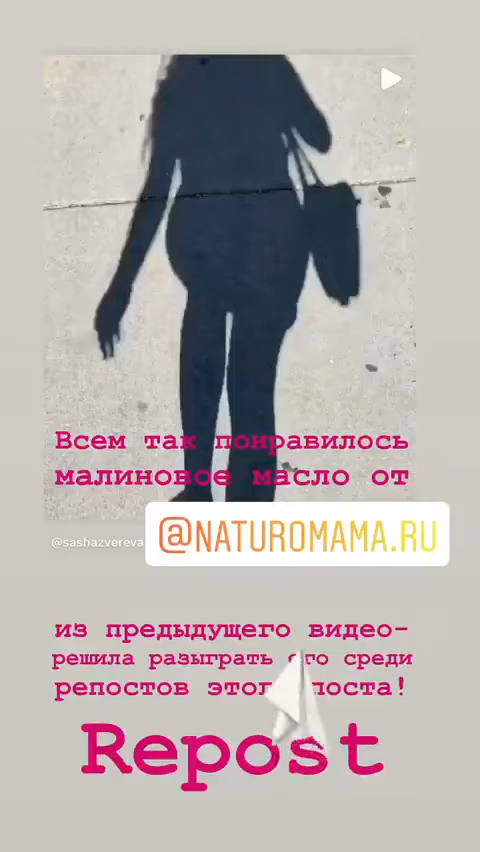 Всем так понравилось
малиновое масло от
@sashazvereva
@NATUROMAMA.RU
из предыдущего видео-
решила разыграть его среди
репостов этого поста!
Repost